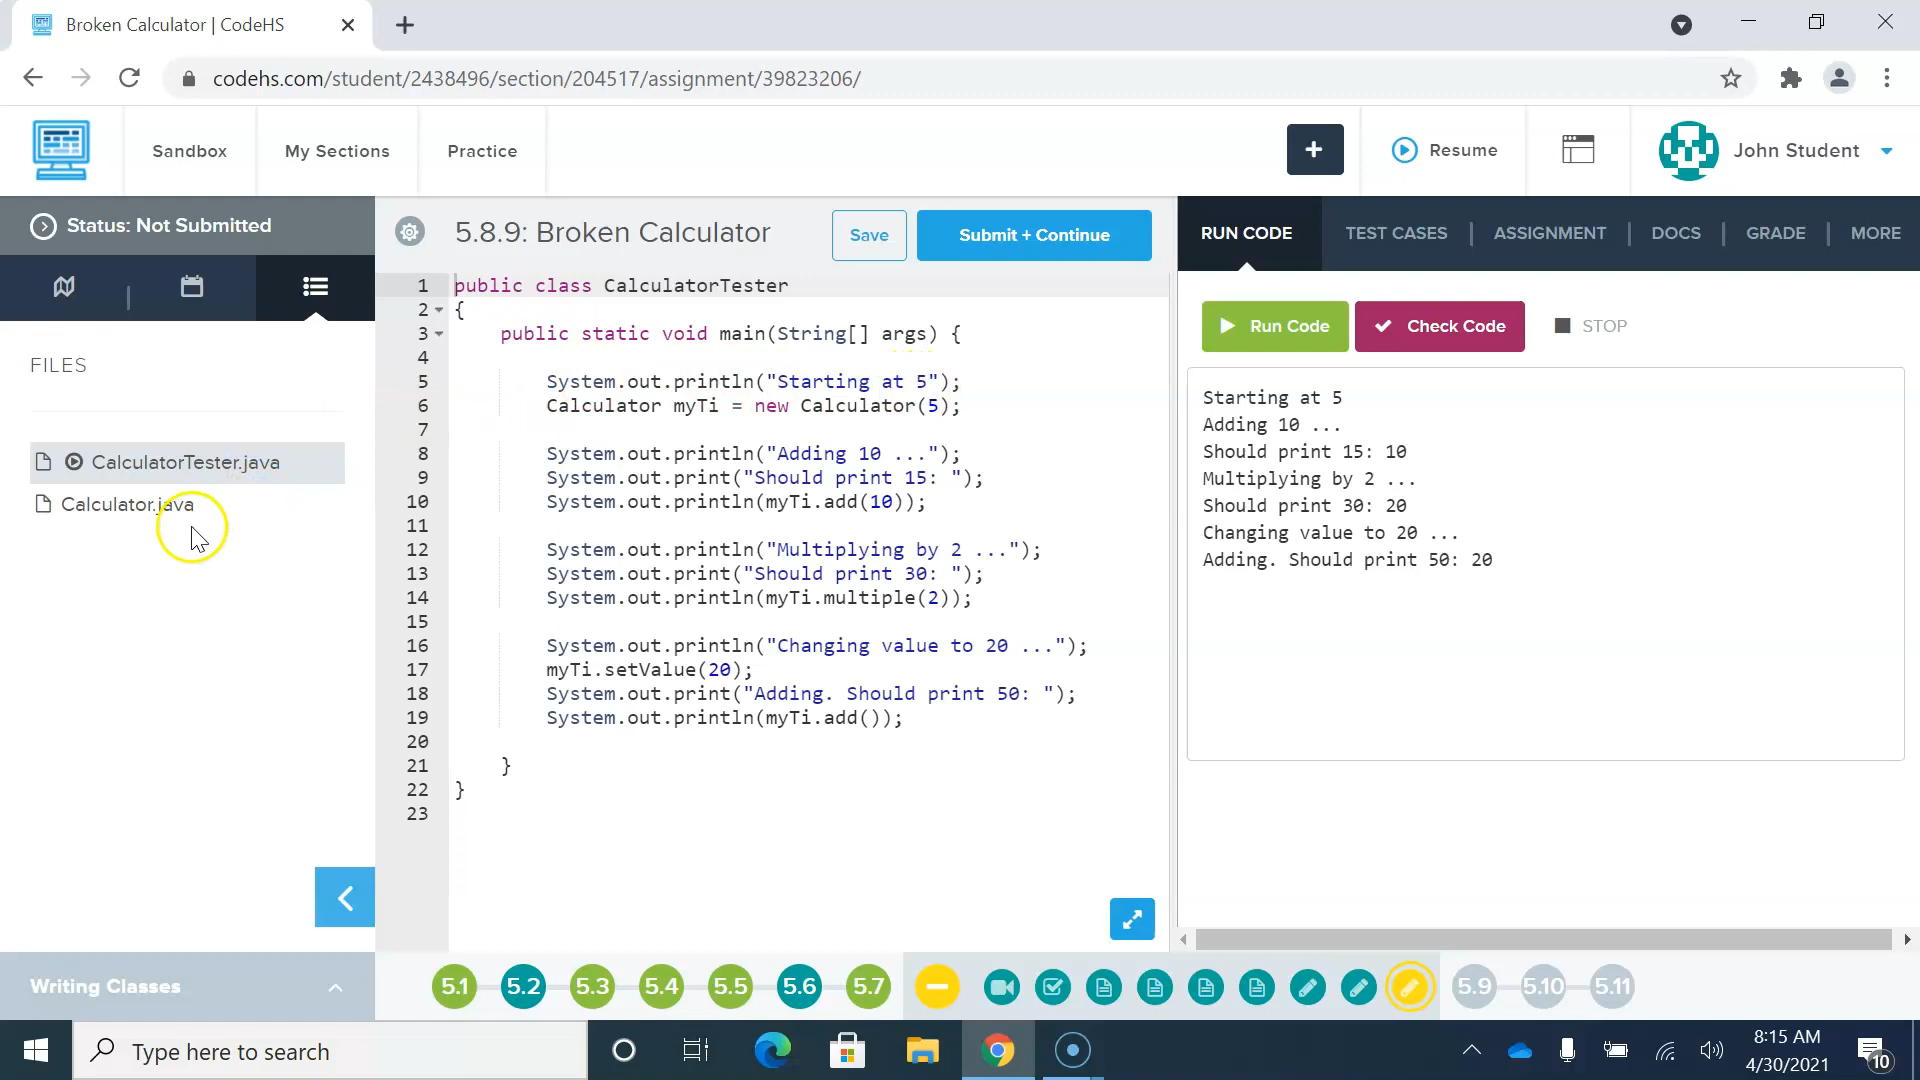 Broken Calculator | CodeHS
codehs.com/student/2438496/section/204517/assignment/39823206/
Sandbox
My Sections
Practice
+
Resume
John Student
Status: Not Submitted
5.8.9: Broken Calculator
Save
Submit + Continue
RUN CODE
TEST CASES
ASSIGNMENT
DOCS
GRADE
MORE
FILES
CalculatorTester.java
Calculator.java
1 public class CalculatorTester
2 {
3 public static void main(String[] args) {
4
5 System.out.println("Starting at 5");
6 Calculator myTi = new Calculator(5);
7
8 System.out.println("Adding 10 ...");
9 System.out.print("Should print 15: ");
10 System.out.println(myTi.add(10));
11
12 System.out.println("Multiplying by 2 ...");
13 System.out.print("Should print 30: ");
14 System.out.println(myTi.multiple(2));
15
16 System.out.println("Changing value to 20 ...");
17 myTi.setValue(20);
18 System.out.print("Adding. Should print 50: ");
19 System.out.println(myTi.add());
20
21 }
22 }
23
Run Code
Check Code
STOP
Starting at 5
Adding 10 ...
Should print 15: 10
Multiplying by 2 ...
Should print 30: 20
Changing value to 20 ...
Adding. Should print 50: 20
Writing Classes
5.1 5.2 5.3 5.4 5.5 5.6 5.7 5.9 5.10 5.11
Type here to search
8:15 AM
4/30/2021
10